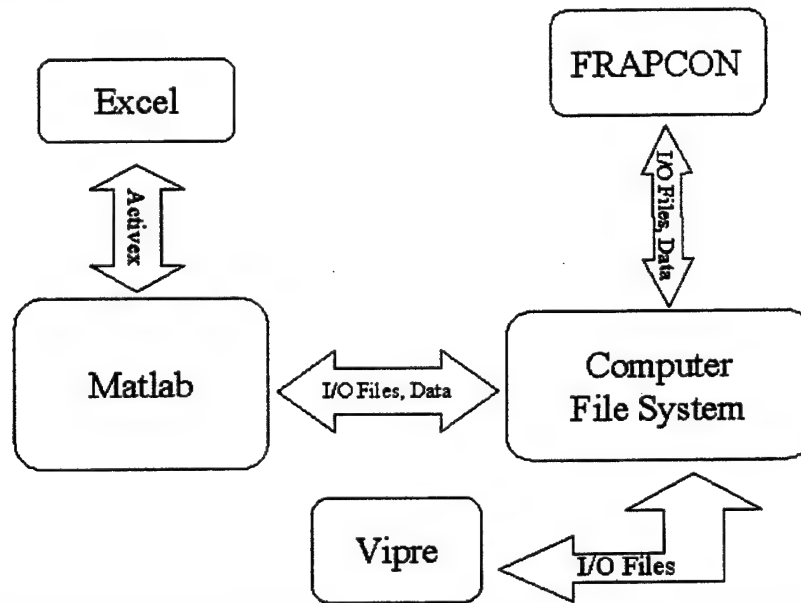 FRAPCON
Excel
I/O Files, Data
Activex
Matlab
I/O Files, Data
Computer
File System
Vipre
I/O Files